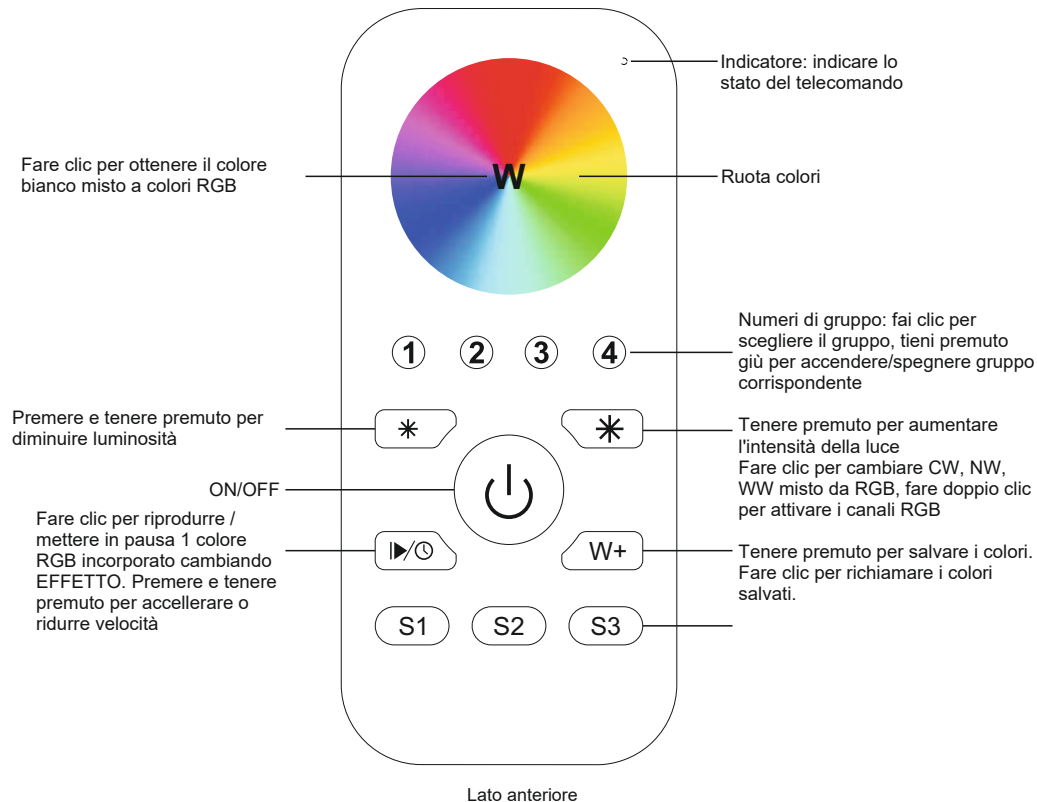 Indicatore: indicare lo
stato del telecomando
Fare clic per ottenere il colore
bianco misto a colori RGB
W
Ruota colori
1 2 3 4
Numeri di gruppo: fai clic per
scegliere il gruppo, tieni premuto
giù per accendere/spegnere gruppo
corrispondente
Premere e tenere premuto per
diminuire luminosità
Tenere premuto per aumentare
l'intensità della luce
Fare clic per cambiare CW, NW,
WW misto da RGB, fare doppio clic
per attivare i canali RGB
ON/OFF
Fare clic per riprodurre /
mettere in pausa 1 colore
RGB incorporato cambiando
EFFETTO. Premere e tenere
premuto per accellerare o
ridurre velocità
W+
Tenere premuto per salvare i colori.
Fare clic per richiamare i colori
salvati.
S1 S2 S3
Lato anteriore